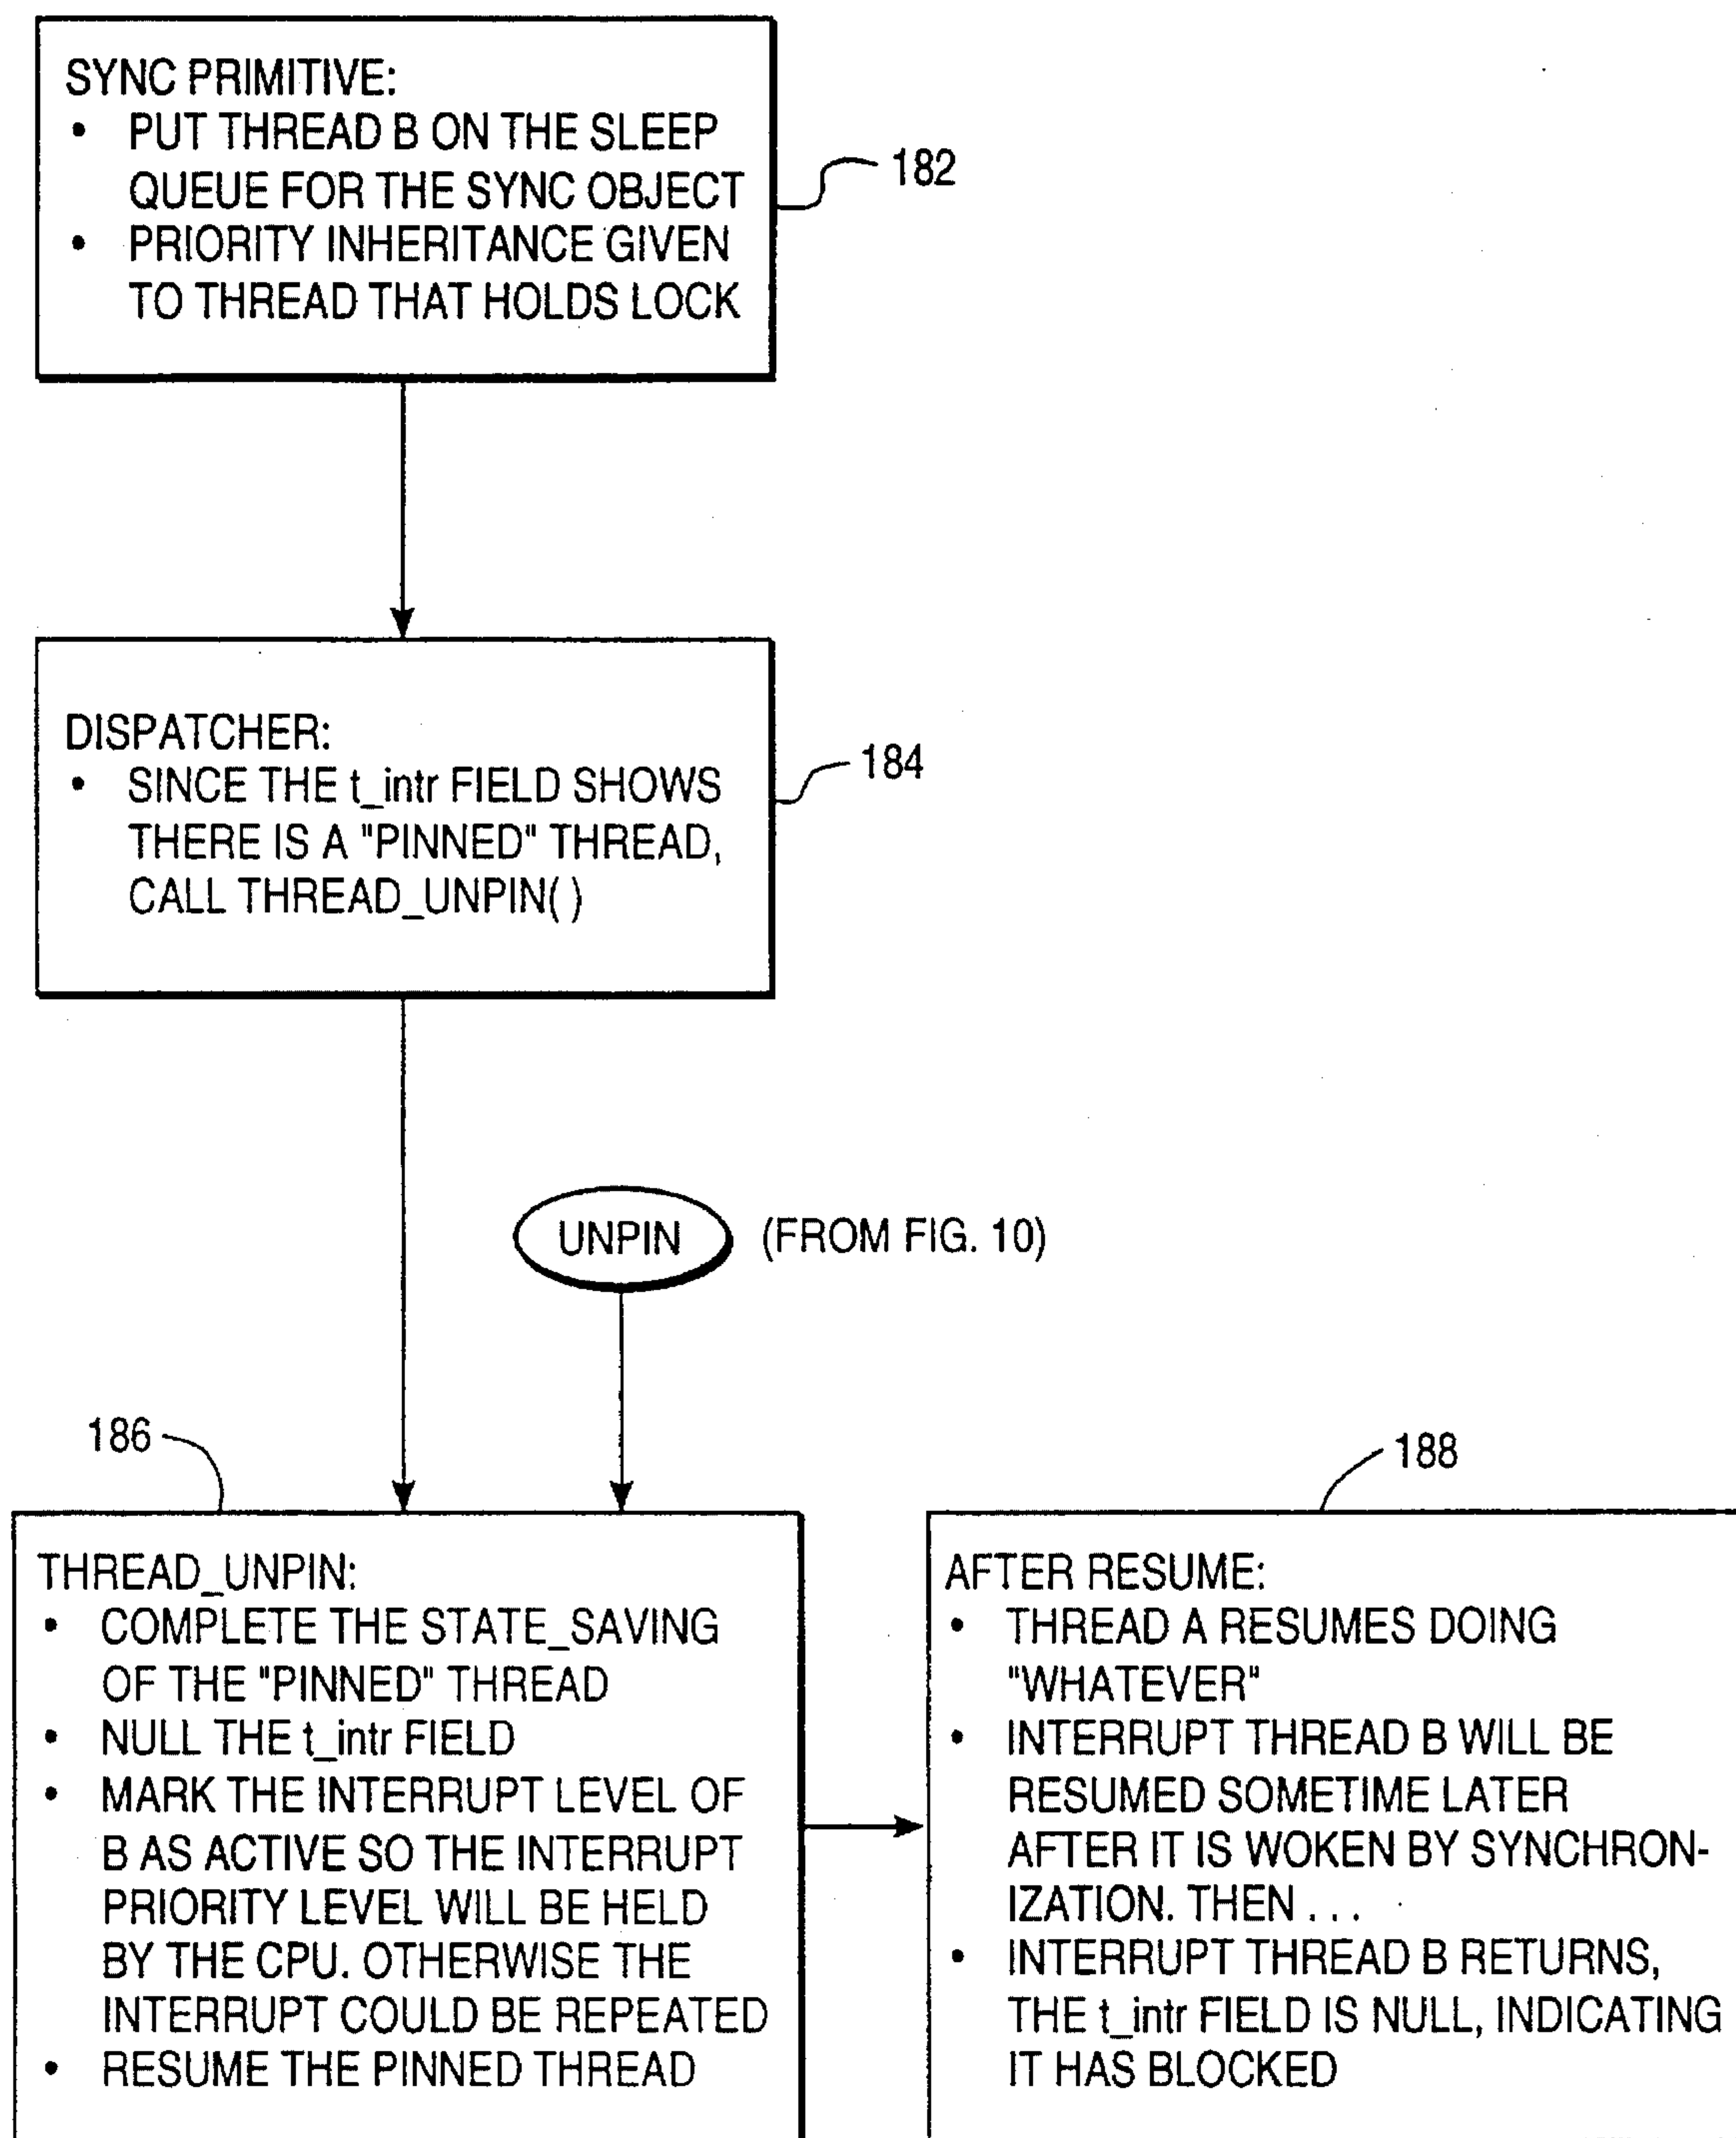 SYNC PRIMITIVE:
• PUT THREAD B ON THE SLEEP
QUEUE FOR THE SYNC OBJECT
• PRIORITY INHERITANCE GIVEN
TO THREAD THAT HOLDS LOCK
182
DISPATCHER:
• SINCE THE t_intr FIELD SHOWS
THERE IS A "PINNED" THREAD,
CALL THREAD_UNPIN( )
184
UNPIN (FROM FIG. 10)
186
THREAD_UNPIN:
• COMPLETE THE STATE_SAVING
OF THE "PINNED" THREAD
• NULL THE t_intr FIELD
• MARK THE INTERRUPT LEVEL OF
B AS ACTIVE SO THE INTERRUPT
PRIORITY LEVEL WILL BE HELD
BY THE CPU. OTHERWISE THE
INTERRUPT COULD BE REPEATED
• RESUME THE PINNED THREAD
188
AFTER RESUME:
• THREAD A RESUMES DOING
"WHATEVER"
• INTERRUPT THREAD B WILL BE
RESUMED SOMETIME LATER
AFTER IT IS WOKEN BY SYNCHRON-
IZATION. THEN . . .
• INTERRUPT THREAD B RETURNS,
THE t_intr FIELD IS NULL, INDICATING
IT HAS BLOCKED